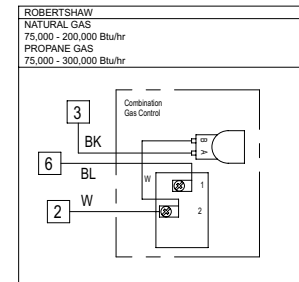 ROBERTSHAW
NATURAL GAS
75,000 - 200,000 Btu/hr
PROPANE GAS
75,000 - 300,000 Btu/hr
Combination
Gas Control
3
BK
B
A
6
BL
W
1
W
2
2